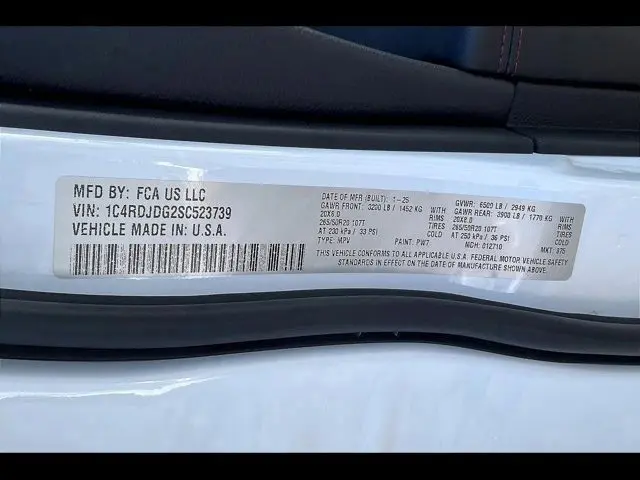 MFD BY: FCA US LLC
VIN: 1C4RDJDG2SC523739
VEHICLE MADE IN: U.S.A.
DATE OF MFR (BUILT): 1-25 GVWR: 6500 LB / 2949 KG
GAWR FRONT: 3200 LB / 1452 KG GAWR REAR: 3900 LB / 1770 KG
20X8.0 RIMS 20X8.0 RIMS
265/50R20 107T TIRES 265/50R20 107T TIRES
AT 230 kPa / 33 PSI COLD AT 250 kPa / 36 PSI COLD
TYPE: MPV PAINT: PW7 MDH: 012710 MKT: 375
THIS VEHICLE CONFORMS TO ALL APPLICABLE U.S.A. FEDERAL MOTOR VEHICLE SAFETY
STANDARDS IN EFFECT ON THE DATE OF MANUFACTURE SHOWN ABOVE.